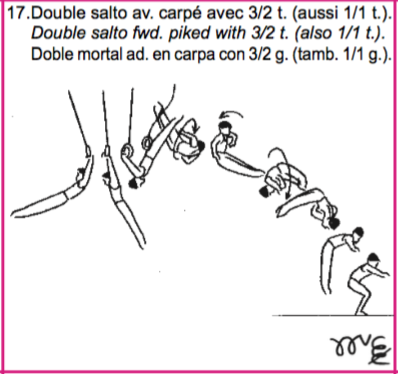 17.Double salto av. carpé avec 3/2 t. (aussi 1/1 t.).
Double salto fwd. piked with 3/2 t. (also 1/1 t.).
Doble mortal ad. en carpa con 3/2 g. (tamb. 1/1 g.).